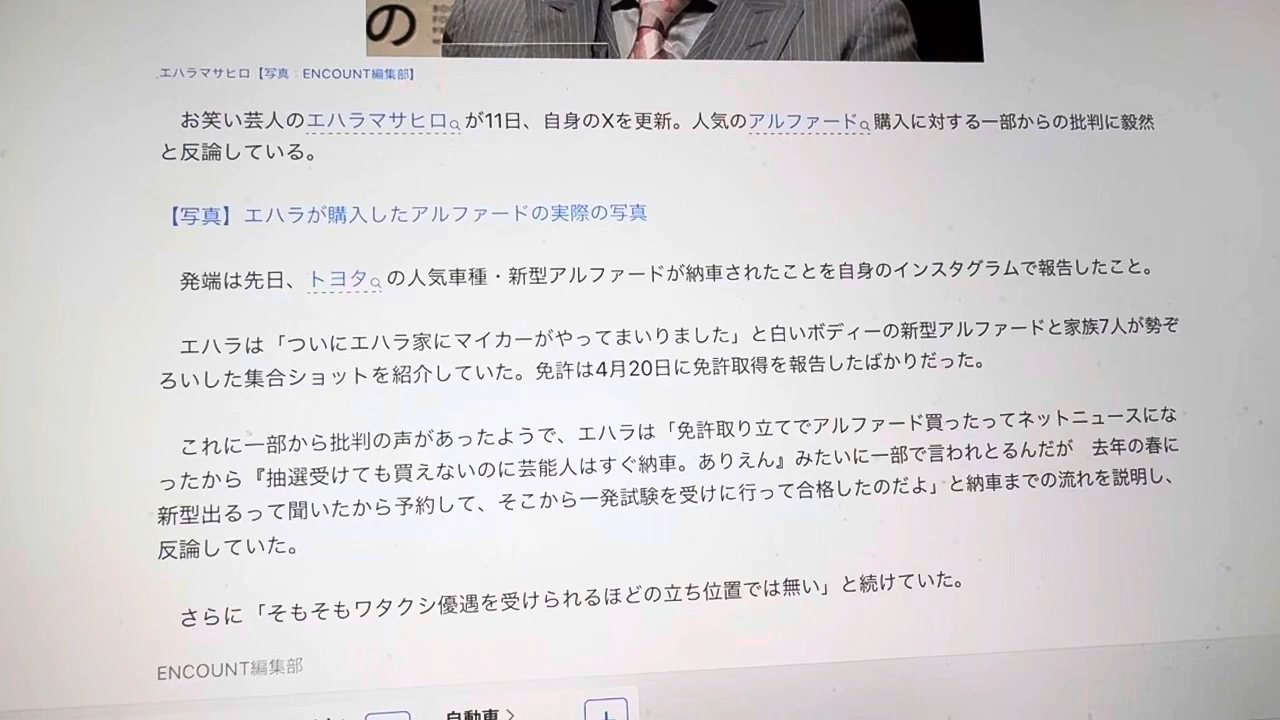 の
エハラマサヒロ【写真：ENCOUNT編集部】
お笑い芸人のエハラマサヒロが11日、自身のXを更新。人気のアルファード購入に対する一部からの批判に毅然
と反論している。
【写真】エハラが購入したアルファードの実際の写真
発端は先日、トヨタの人気車種・新型アルファードが納車されたことを自身のインスタグラムで報告したこと。
エハラは「ついにエハラ家にマイカーがやってまいりました」と白いボディーの新型アルファードと家族7人が勢ぞ
ろいした集合ショットを紹介していた。免許は4月20日に免許取得を報告したばかりだった。
これに一部から批判の声があったようで、エハラは「免許取り立てでアルファード買ったってネットニュースにな
ったから『抽選受けても買えないのに芸能人はすぐ納車。ありえん』みたいに一部で言われとるんだが　去年の春に
新型出るって聞いたから予約して、そこから一発試験を受けに行って合格したのだよ」と納車までの流れを説明し、
反論していた。
さらに「そもそもワタクシ優遇を受けられるほどの立ち位置では無い」と続けていた。
ENCOUNT編集部
自動車